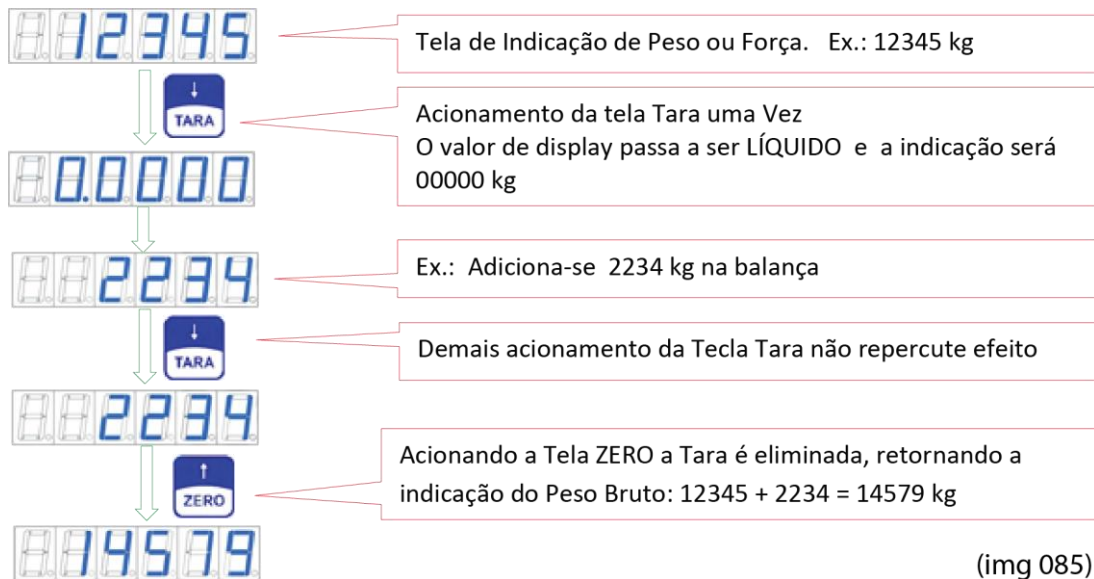 12345
Tela de Indicação de Peso ou Força. Ex.: 12345 kg
↓
TARA
Acionamento da tela Tara uma Vez
O valor de display passa a ser LÍQUIDO e a indicação será
00000 kg
0.0000
Ex.: Adiciona-se 2234 kg na balança
2234
↓
TARA
Demais acionamento da Tecla Tara não repercute efeito
2234
↑
ZERO
Acionando a Tela ZERO a Tara é eliminada, retornando a
indicação do Peso Bruto: 12345 + 2234 = 14579 kg
14579
(img 085)